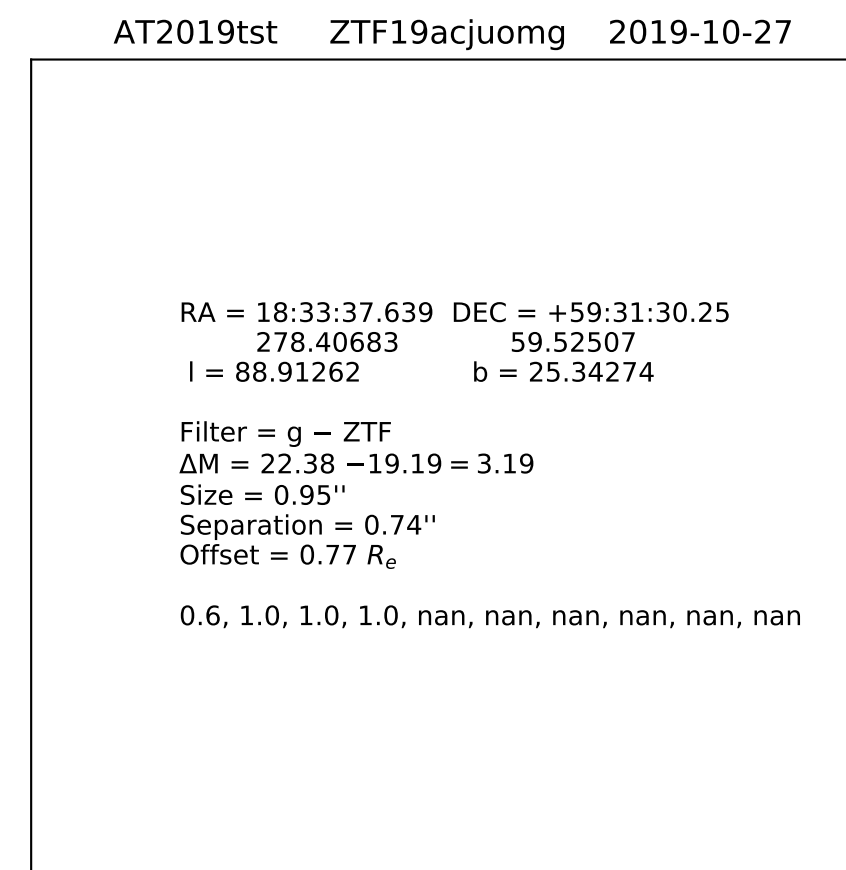 AT2019tst ZTF19acjuomg 2019-10-27
RA = 18:33:37.639 DEC = +59:31:30.25
278.40683 59.52507
l = 88.91262 b = 25.34274
Filter = g − ZTF
ΔM = 22.38 −19.19 = 3.19
Size = 0.95''
Separation = 0.74''
Offset = 0.77 Rₑ
0.6, 1.0, 1.0, 1.0, nan, nan, nan, nan, nan, nan